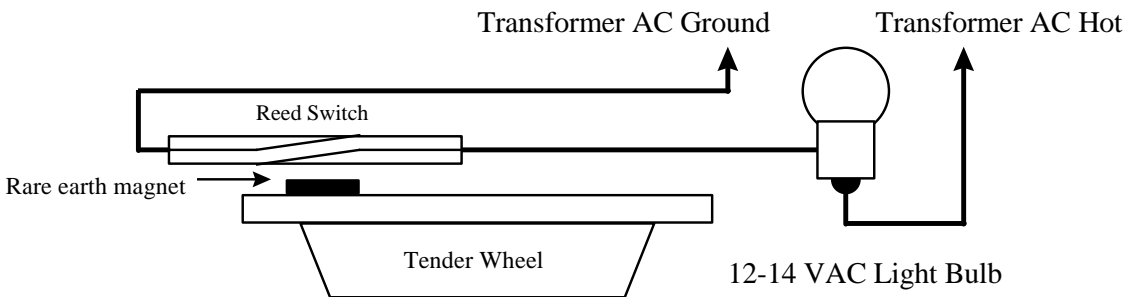 Transformer AC Ground
Transformer AC Hot
Reed Switch
Rare earth magnet
Tender Wheel
12-14 VAC Light Bulb